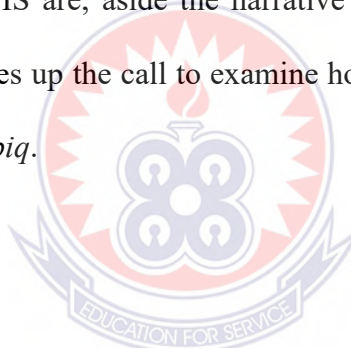 IS are, aside the narrative
es up the call to examine ho
piq.
EDUCATION FOR SERVICE